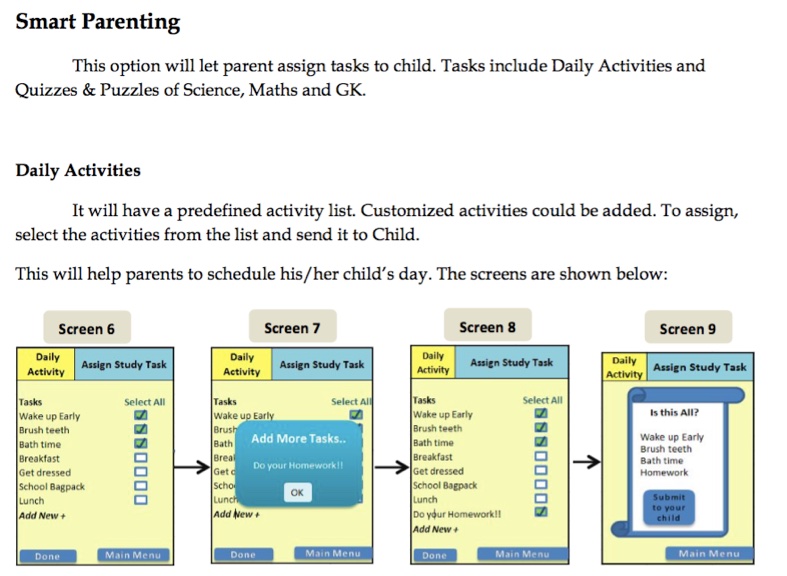 Smart Parenting
This option will let parent assign tasks to child. Tasks include Daily Activities and
Quizzes & Puzzles of Science, Maths and GK.
Daily Activities
It will have a predefined activity list. Customized activities could be added. To assign,
select the activities from the list and send it to Child.
This will help parents to schedule his/her child's day. The screens are shown below:
Screen 6
Daily
Activity
Assign Study Task
Tasks Select All
Wake up Early
Brush teeth
Bath time
Breakfast
Get dressed
School Bagpack
Lunch
Add New +
Done Main Menu
Screen 7
Daily
Activity
Assign Study Task
Tasks Select All
Wake up Early
Brush
Bath
Break
Get d
Schoo
Lunch
Add New +
Add More Tasks..
Do your Homework!!
OK
Done Main Menu
Screen 8
Daily
Activity
Assign Study Task
Tasks Select All
Wake up Early
Brush teeth
Bath time
Breakfast
Get dressed
School Bagpack
Lunch
Do your Homework!!
Add New +
Done Main Menu
Screen 9
Daily
Activity
Assign Study Task
Is this All?
Wake up Early
Brush teeth
Bath time
Homework
Submit
to your
child
Main Menu